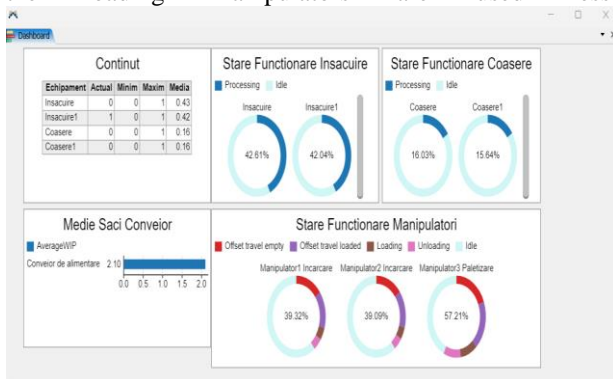 Dashboard
Continut
Echipament Actual Minim Maxim Media
Insacuire 0 0 1 0.43
Insacuire1 1 0 1 0.42
Coasere 0 0 1 0.16
Coasere1 0 0 1 0.16
Stare Functionare Insacuire
Processing Idle
Insacuire Insacuire1
42.61% 42.04%
Stare Functionare Coasere
Processing Idle
Coasere Coasere1
16.03% 15.64%
Medie Saci Conveior
AverageWIP
Conveior de alimentare 2.10
0.0 0.5 1.0 1.5 2.0
Stare Functionare Manipulatori
Offset travel empty Offset travel loaded Loading Unloading Idle
Manipulator1 Incarcare Manipulator2 Incarcare Manipulator3 Paletizare
39.32% 39.09% 57.21%